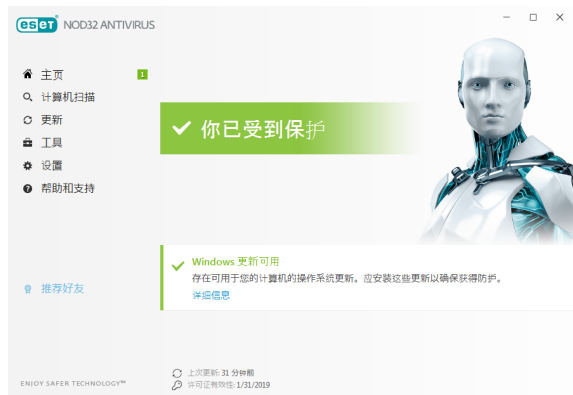 eset NOD32 ANTIVIRUS
主页 1
计算机扫描
更新
工具
设置
帮助和支持
你已受到保护
Windows 更新可用
存在可用于您的计算机的操作系统更新。应安装这些更新以确保获得防护。
详细信息
推荐好友
上次更新: 31 分钟前
许可证有效性: 1/31/2019
ENJOY SAFER TECHNOLOGY™